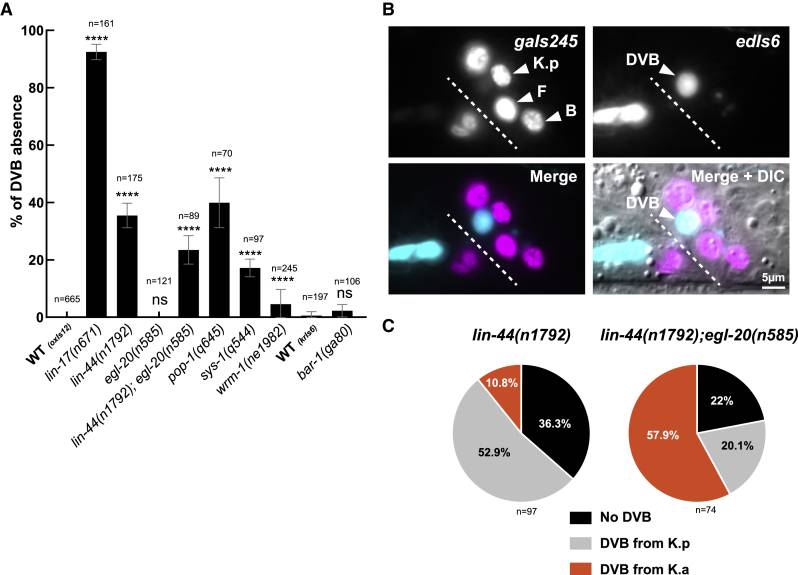 A
% of DVB absence
100
80
60
40
20
0
n=665
n=161
****
n=175
****
n=121
ns
n=89
****
n=70
****
n=97
****
n=245
****
n=197
n=106
ns
WT (oxIs12)
lin-17(n671)
lin-44(n1792)
egl-20(n585)
lin-44(n1792); egl-20(n585)
pop-1(q645)
sys-1(q544)
wrm-1(ne1982)
WT (krIs6)
bar-1(ga80)
B
gaIs245
K.p
F
B
edIs6
DVB
Merge
Merge + DIC
DVB
5µm
C
lin-44(n1792)
10.8%
36.3%
52.9%
n=97
lin-44(n1792);egl-20(n585)
22%
57.9%
20.1%
n=74
No DVB
DVB from K.p
DVB from K.a